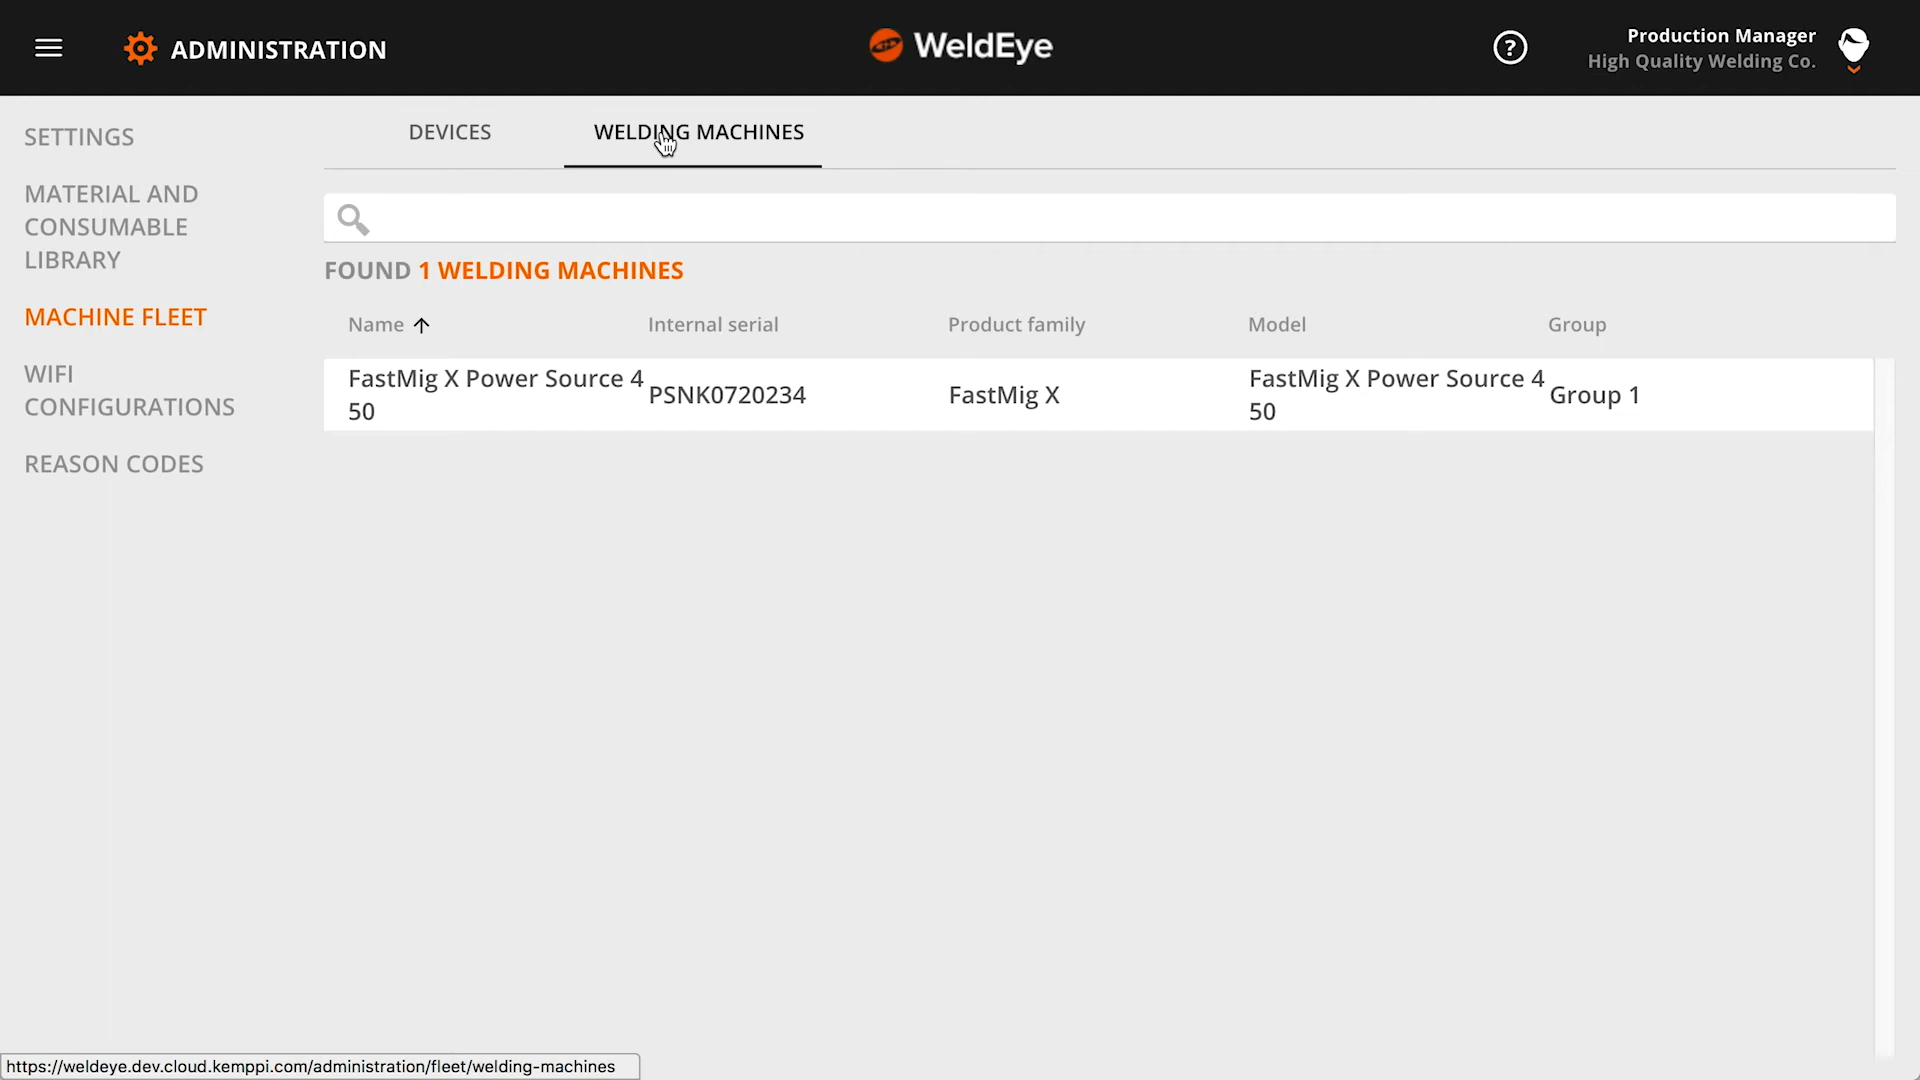 ADMINISTRATION
WeldEye
?
Production Manager
High Quality Welding Co.
SETTINGS
MATERIAL AND
CONSUMABLE
LIBRARY
MACHINE FLEET
WIFI
CONFIGURATIONS
REASON CODES
DEVICES
WELDING MACHINES
FOUND 1 WELDING MACHINES
Name
Internal serial
Product family
Model
Group
FastMig X Power Source 4
50
PSNK0720234
FastMig X
FastMig X Power Source 4
50
Group 1
https://weldeye.dev.cloud.kemppi.com/administration/fleet/welding-machines